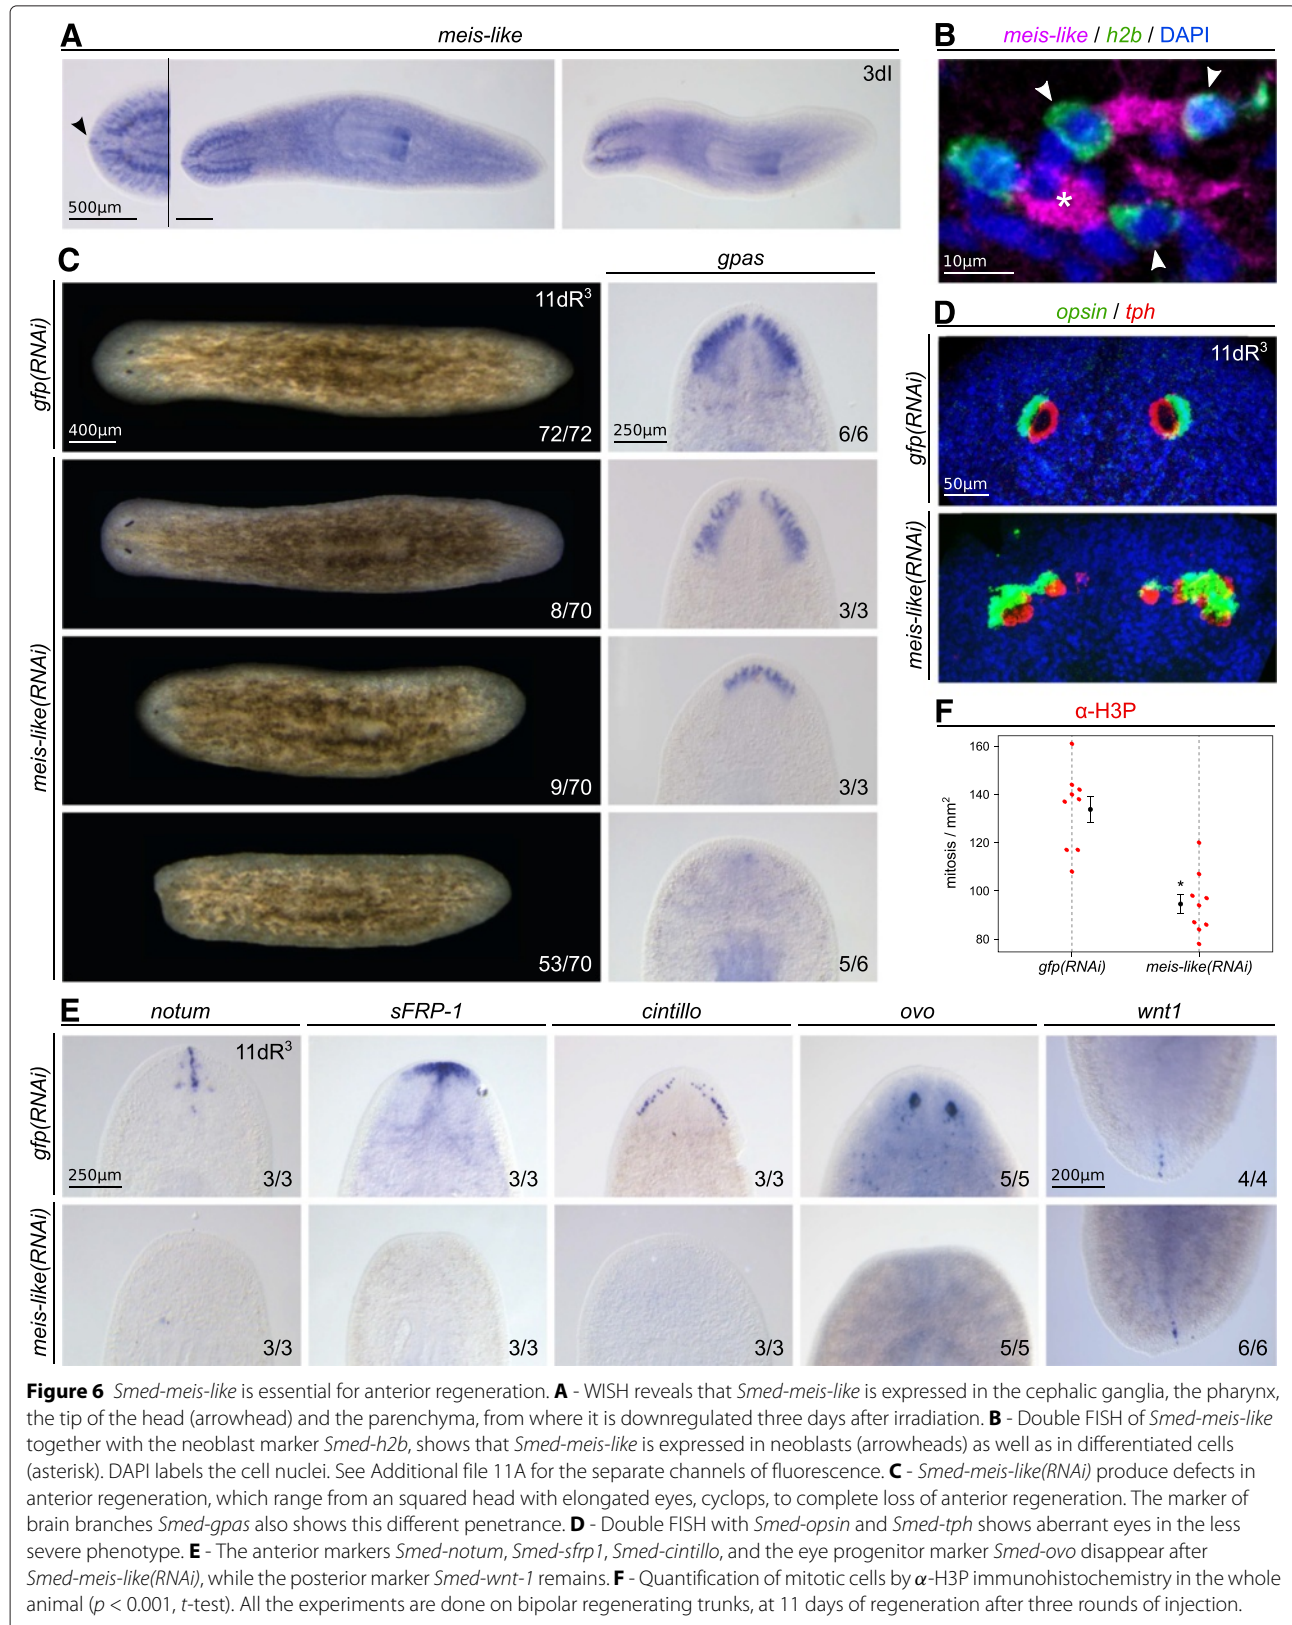 A
meis-like
500μm
3dI
B
meis-like / h2b / DAPI
*
10μm
C
gpas
gfp(RNAi)
11dR³
400μm
72/72
250μm
6/6
meis-like(RNAi)
8/70
3/3
9/70
3/3
53/70
5/6
D
opsin / tph
gfp(RNAi)
11dR³
50μm
meis-like(RNAi)
F
α-H3P
mitosis / mm²
160
140
120
100
80
*
gfp(RNAi)
meis-like(RNAi)
E
notum
sFRP-1
cintillo
ovo
wnt1
gfp(RNAi)
11dR³
250μm
3/3
3/3
3/3
5/5
200μm
4/4
meis-like(RNAi)
3/3
3/3
3/3
5/5
6/6
Figure 6 Smed-meis-like is essential for anterior regeneration. A - WISH reveals that Smed-meis-like is expressed in the cephalic ganglia, the pharynx,
the tip of the head (arrowhead) and the parenchyma, from where it is downregulated three days after irradiation. B - Double FISH of Smed-meis-like
together with the neoblast marker Smed-h2b, shows that Smed-meis-like is expressed in neoblasts (arrowheads) as well as in differentiated cells
(asterisk). DAPI labels the cell nuclei. See Additional file 11A for the separate channels of fluorescence. C - Smed-meis-like(RNAi) produce defects in
anterior regeneration, which range from an squared head with elongated eyes, cyclops, to complete loss of anterior regeneration. The marker of
brain branches Smed-gpas also shows this different penetrance. D - Double FISH with Smed-opsin and Smed-tph shows aberrant eyes in the less
severe phenotype. E - The anterior markers Smed-notum, Smed-sfrp1, Smed-cintillo, and the eye progenitor marker Smed-ovo disappear after
Smed-meis-like(RNAi), while the posterior marker Smed-wnt-1 remains. F - Quantification of mitotic cells by α-H3P immunohistochemistry in the whole
animal (p < 0.001, t-test). All the experiments are done on bipolar regenerating trunks, at 11 days of regeneration after three rounds of injection.